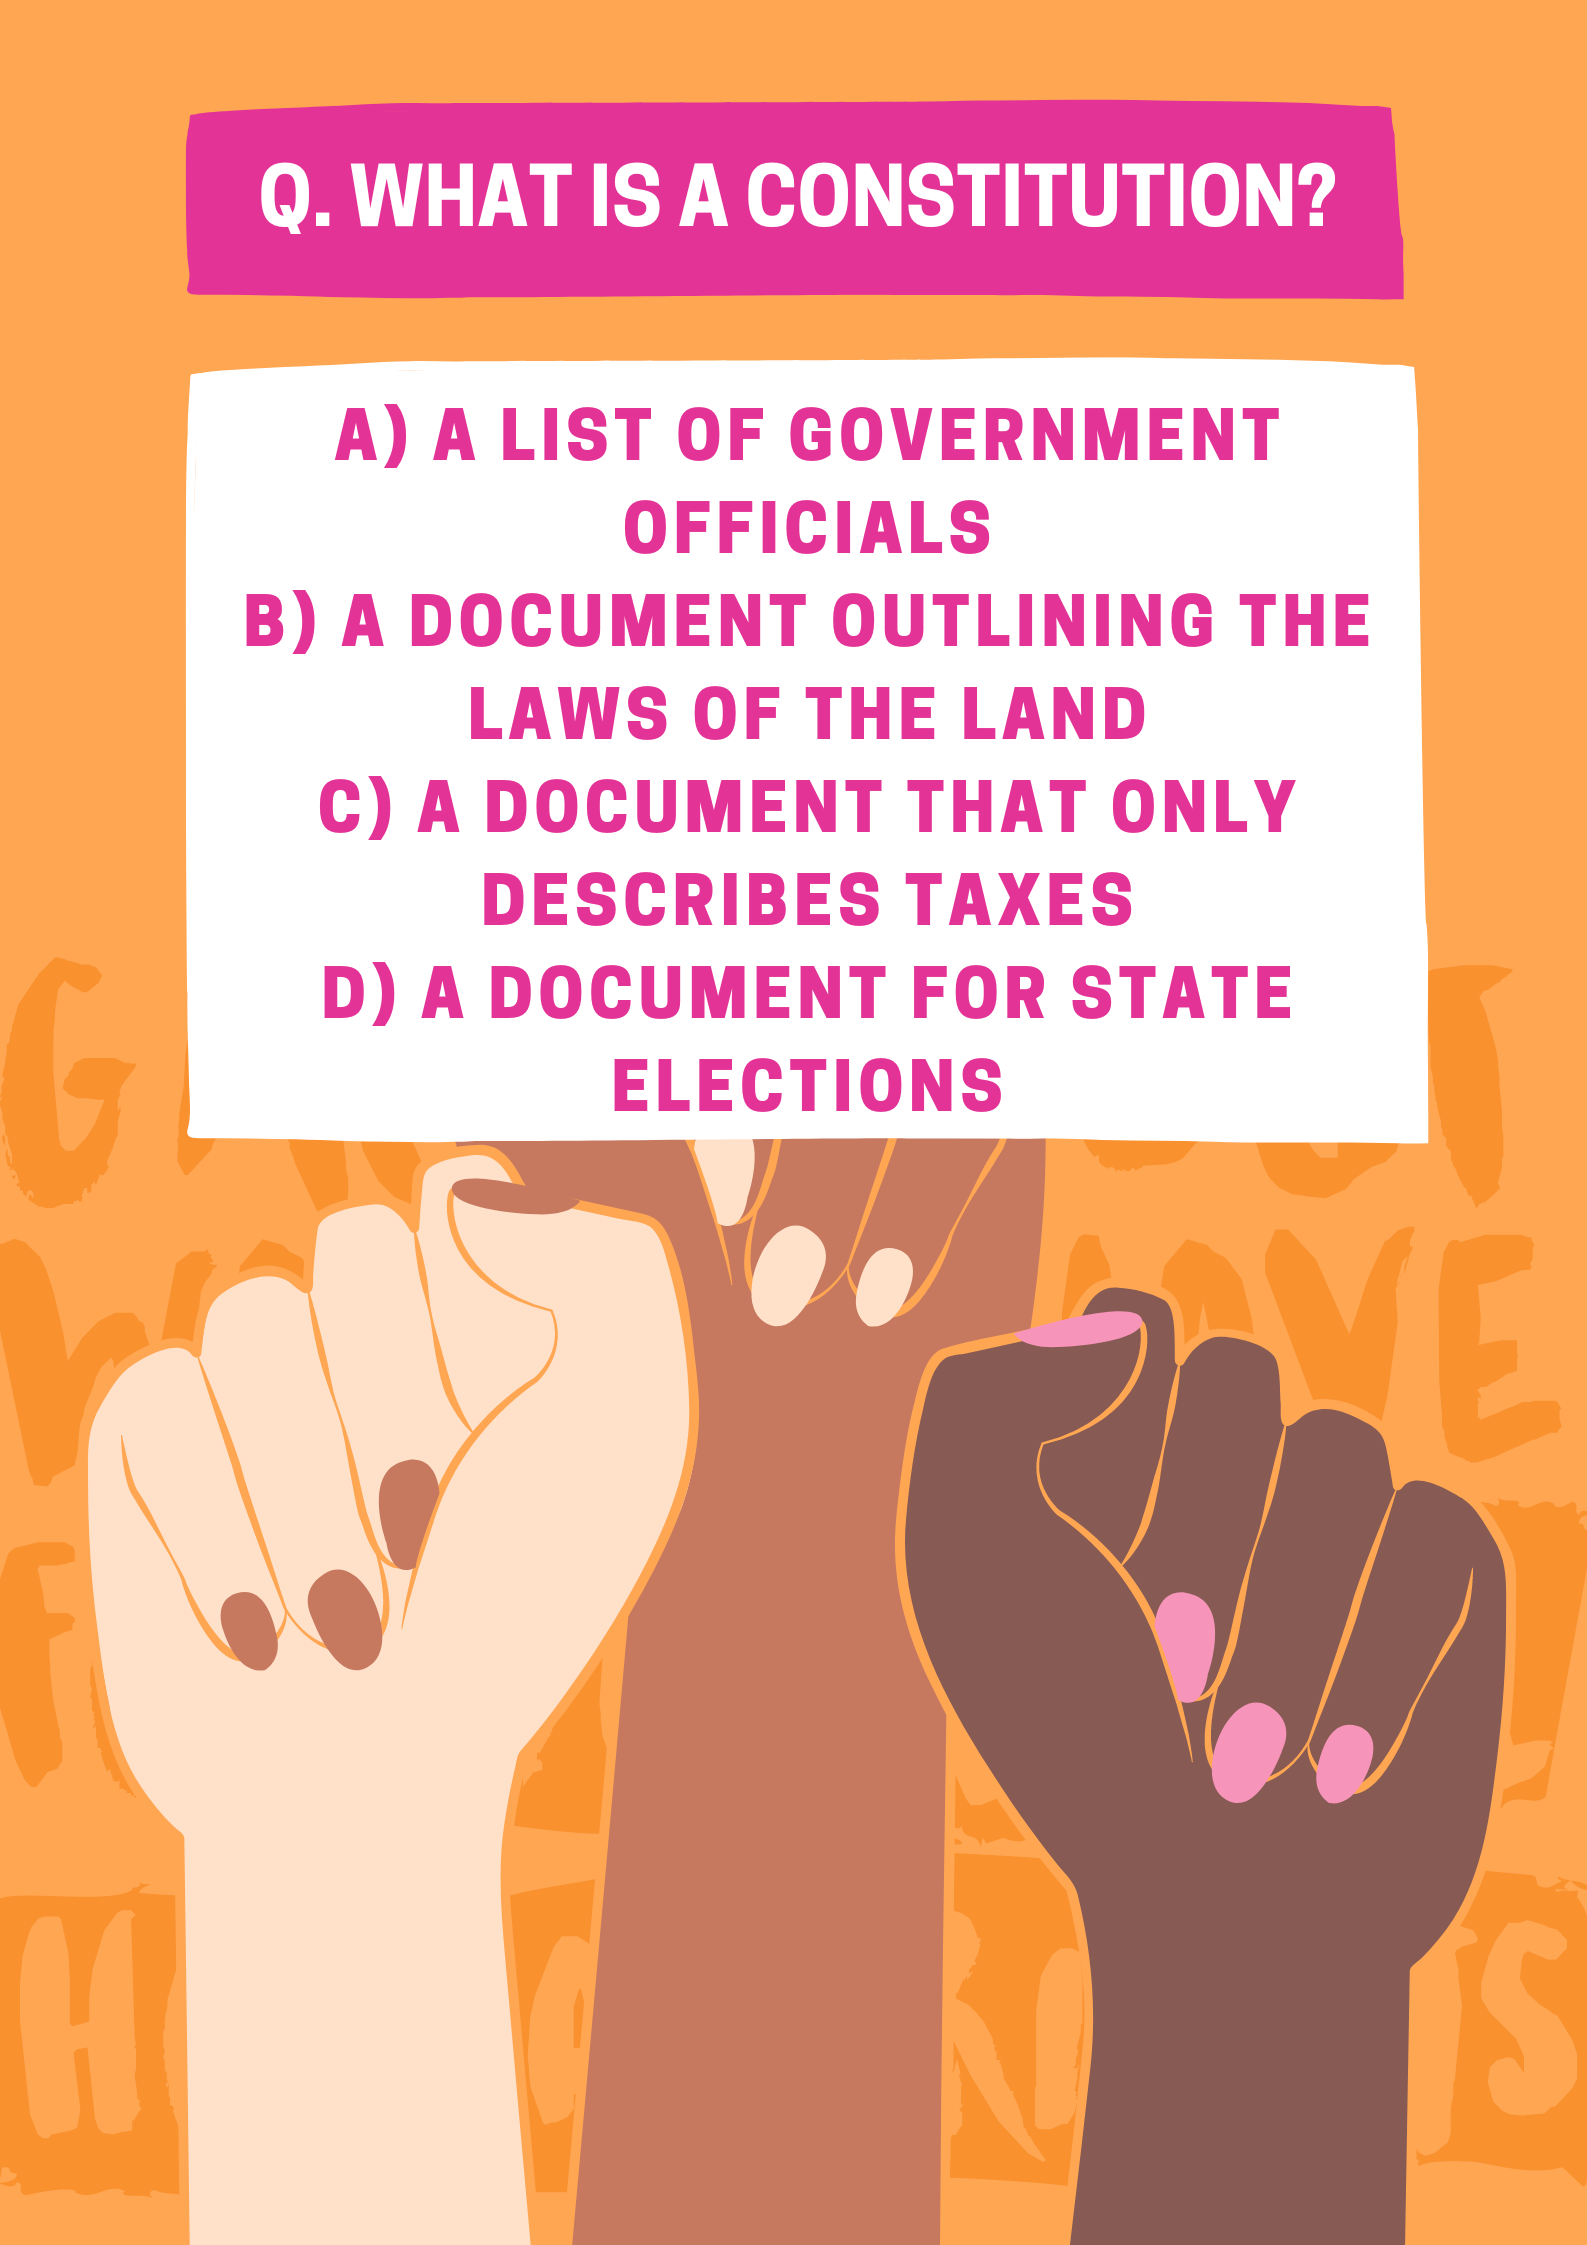 Q. WHAT IS A CONSTITUTION?
A) A LIST OF GOVERNMENT
OFFICIALS
B) A DOCUMENT OUTLINING THE
LAWS OF THE LAND
C) A DOCUMENT THAT ONLY
DESCRIBES TAXES
D) A DOCUMENT FOR STATE
ELECTIONS